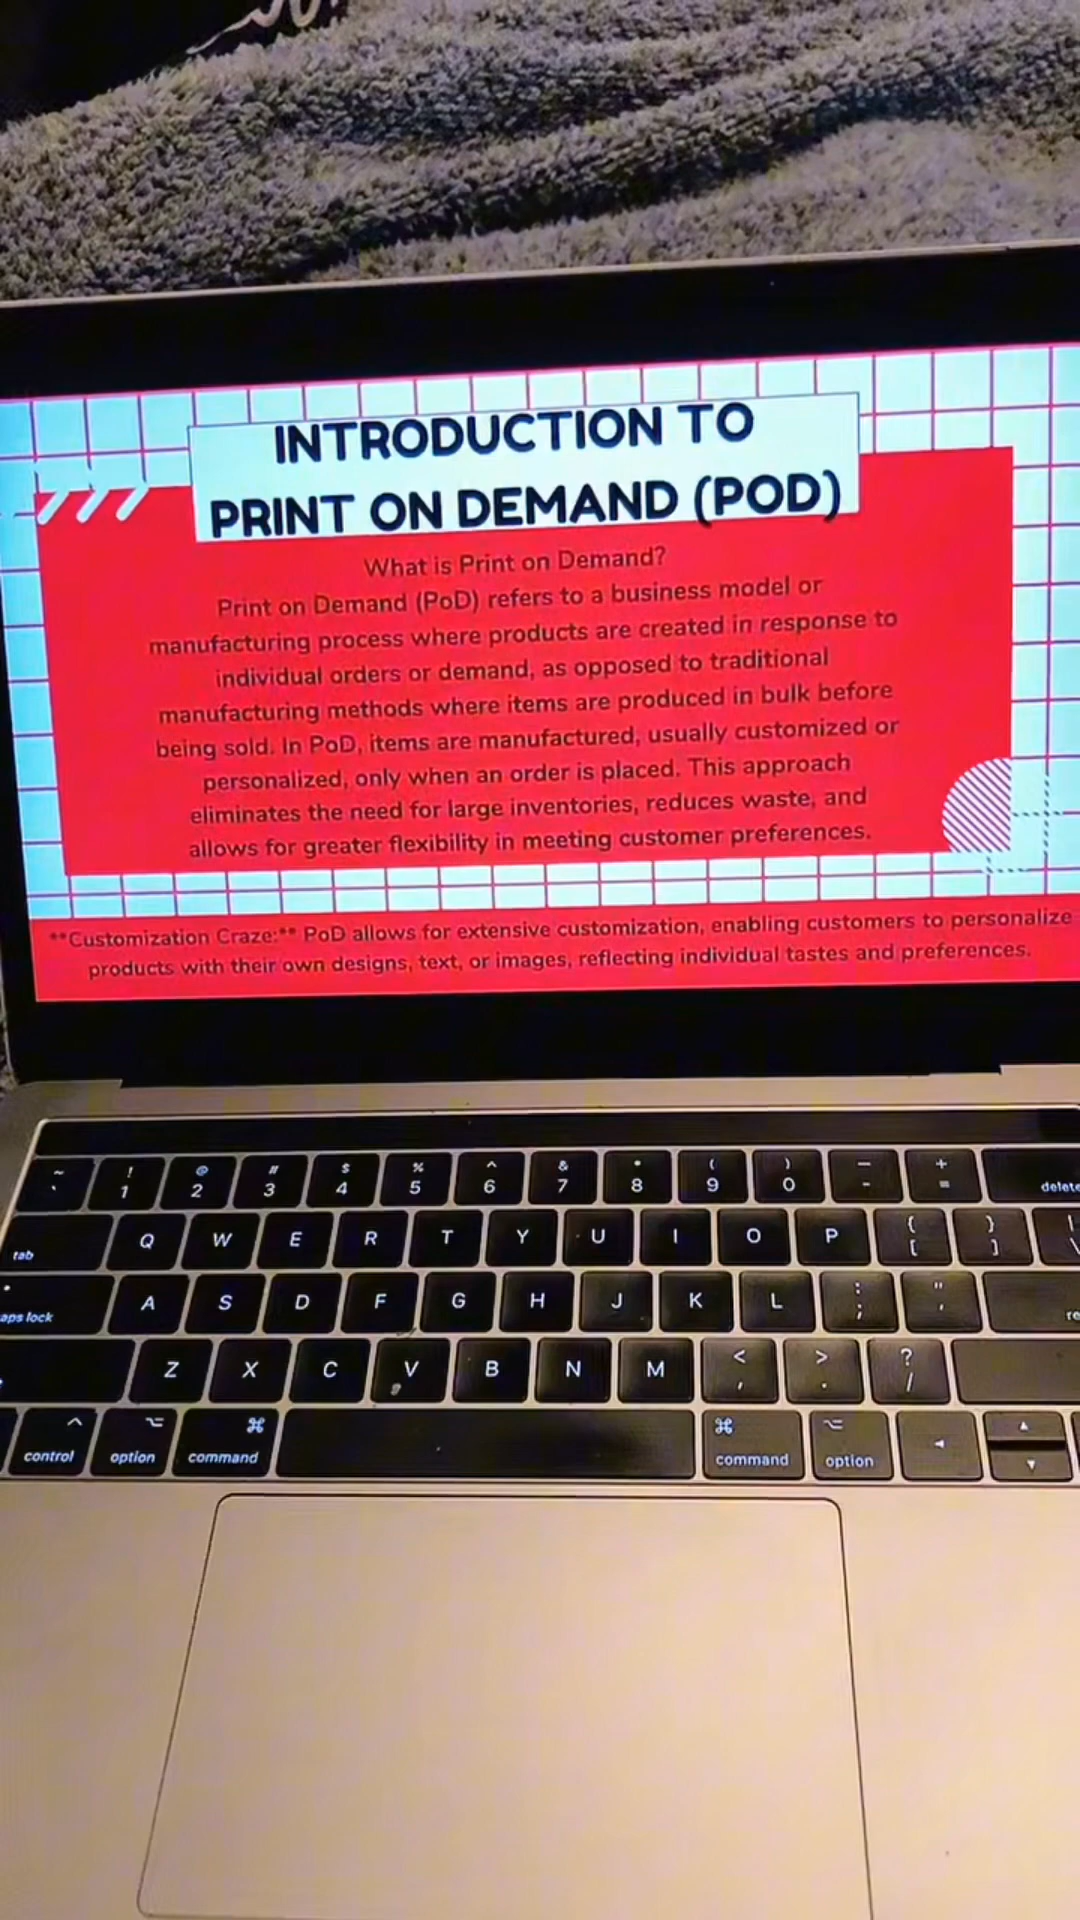 INTRODUCTION TO
PRINT ON DEMAND (POD)
What is Print on Demand?
Print on Demand (PoD) refers to a business model or
manufacturing process where products are created in response to
individual orders or demand, as opposed to traditional
manufacturing methods where items are produced in bulk before
being sold. In PoD, items are manufactured, usually customized or
personalized, only when an order is placed. This approach
eliminates the need for large inventories, reduces waste, and
allows for greater flexibility in meeting customer preferences.
**Customization Craze:** PoD allows for extensive customization, enabling customers to personalize
products with their own designs, text, or images, reflecting individual tastes and preferences.
~ ! @ # $ % ^ & * ( ) — +
` 1 2 3 4 5 6 7 8 9 0 - = delete
tab Q W E R T Y U I O P { [ } ] | \
aps lock A S D F G H J K L : ; " ' re
Z X C V B N M < , > . ? /
control option command command option